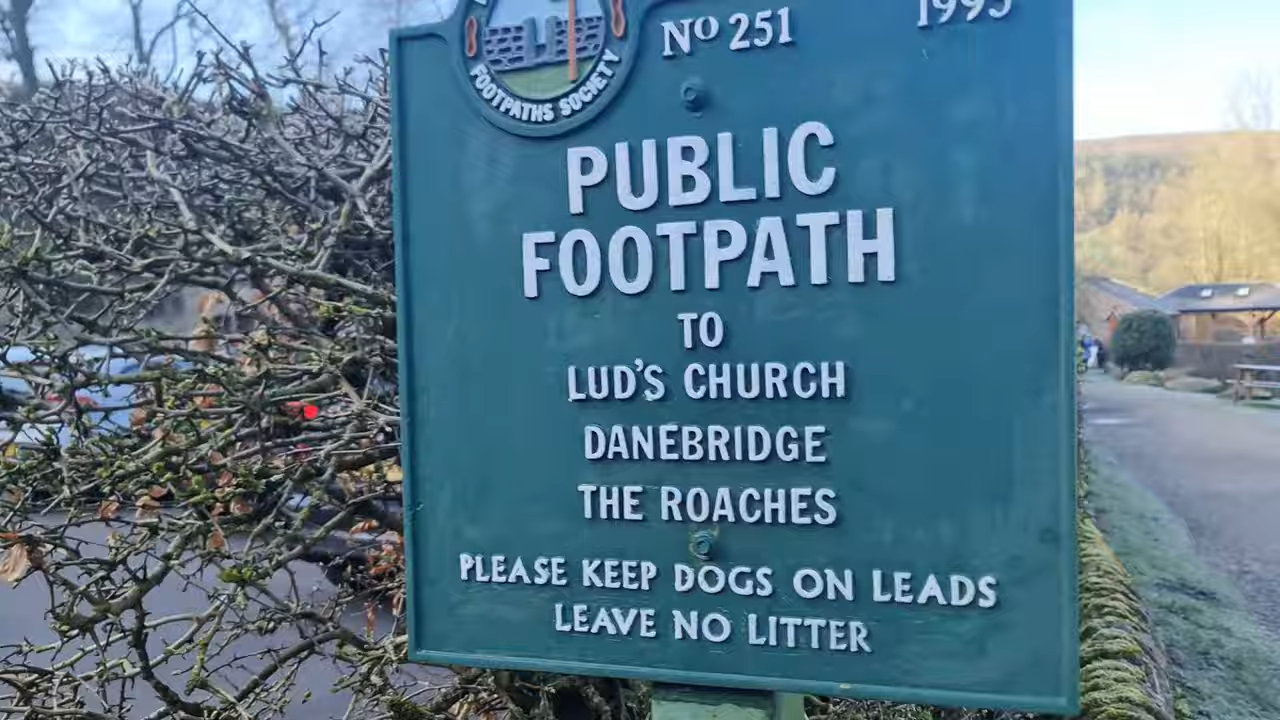 FOOTPATHS SOCIETY
No 251
1995
PUBLIC
FOOTPATH
TO
LUD'S CHURCH
DANEBRIDGE
THE ROACHES
PLEASE KEEP DOGS ON LEADS
LEAVE NO LITTER